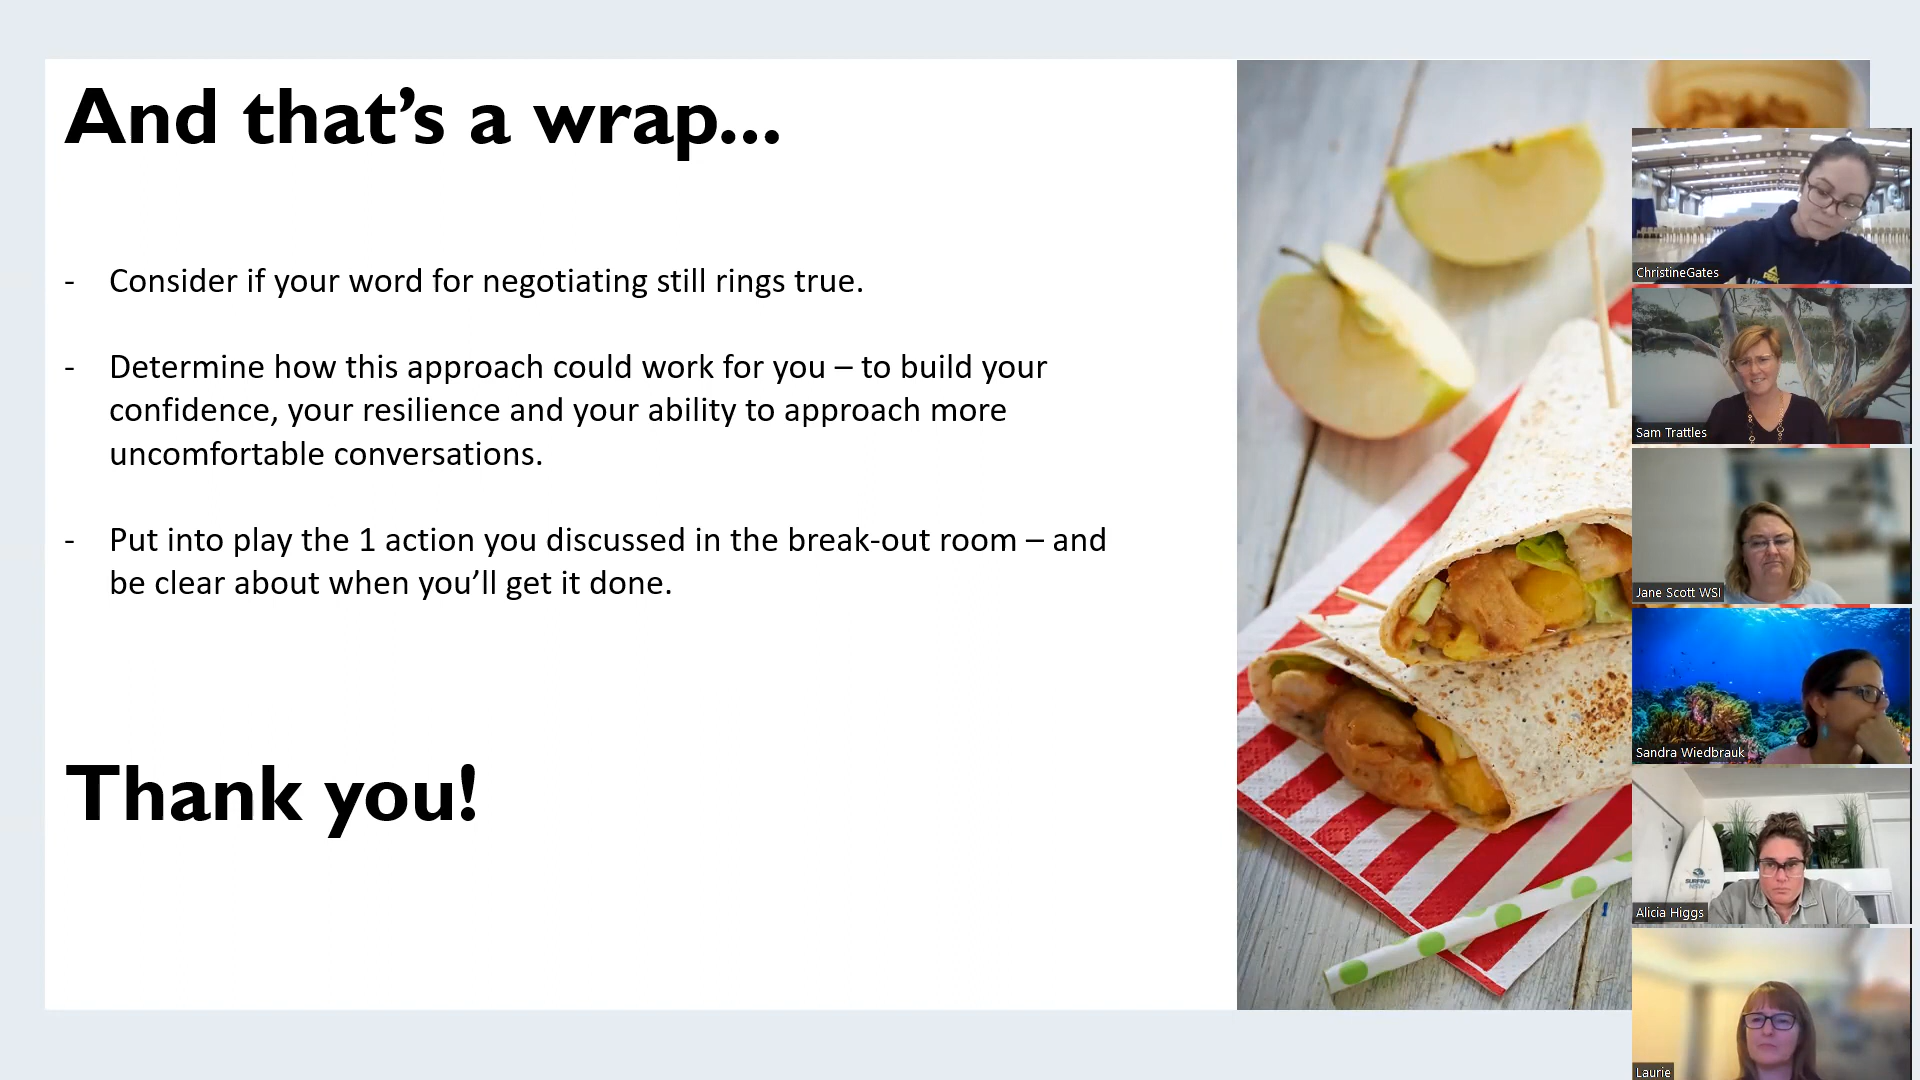 And that’s a wrap...
- Consider if your word for negotiating still rings true.
- Determine how this approach could work for you – to build your
confidence, your resilience and your ability to approach more
uncomfortable conversations.
- Put into play the 1 action you discussed in the break-out room – and
be clear about when you’ll get it done.
Thank you!
ChristineGates
Sam Trattles
Jane Scott WSI
Sandra Wiedbrauk
SURFING
NSW
Alicia Higgs
Laurie